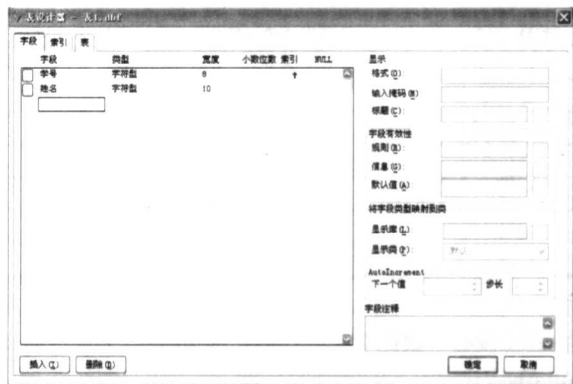 表设计器 - 表1.dbf
字段 索引 表
字段 类型 宽度 小数位数 索引 NULL
学号 字符型 8 ↑
姓名 字符型 10
显示
格式(O)
输入掩码(M)
标题(C):
字段有效性
规则(R):
信息(G):
默认值(A)
将字段类型映射到类
显示库(L)
显示类(P): 默认
AutoIncrement
下一个值 步长
字段注释
插入(I) 删除(D) 确定 取消